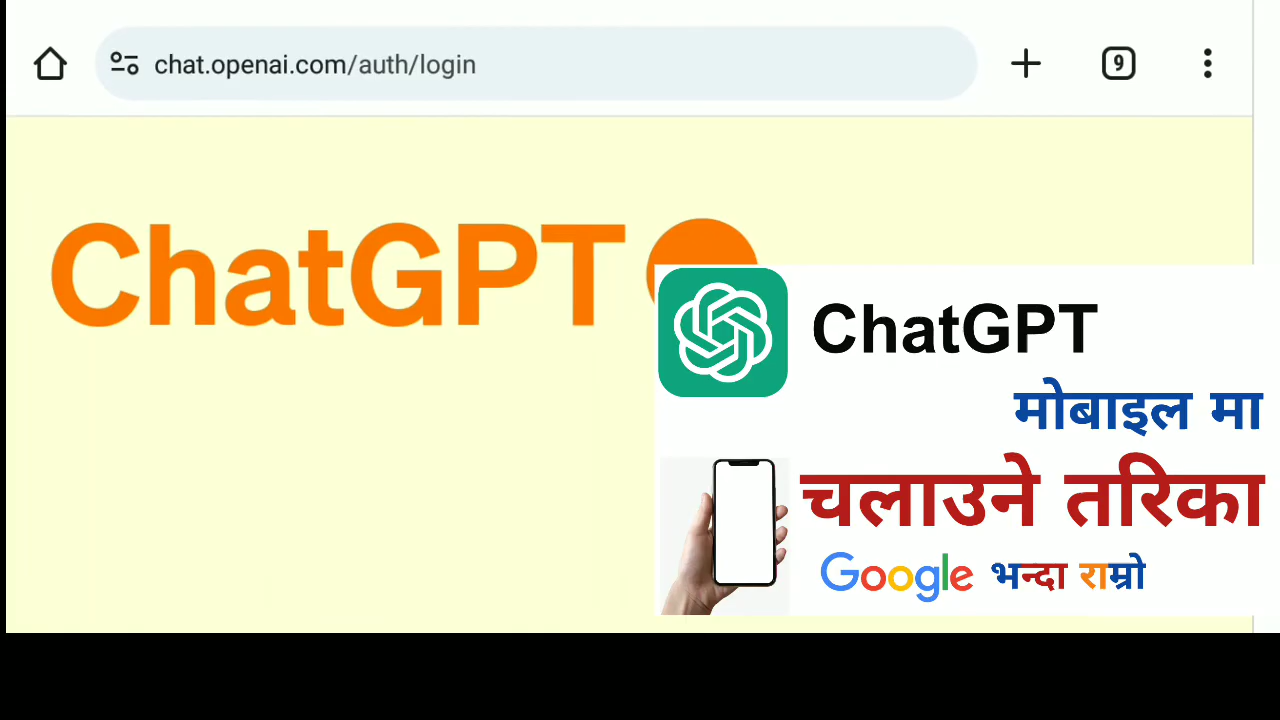 chat.openai.com/auth/login
9
ChatGPT
ChatGPT
मोबाइल मा
चलाउने तरिका
Google भन्दा राम्रो